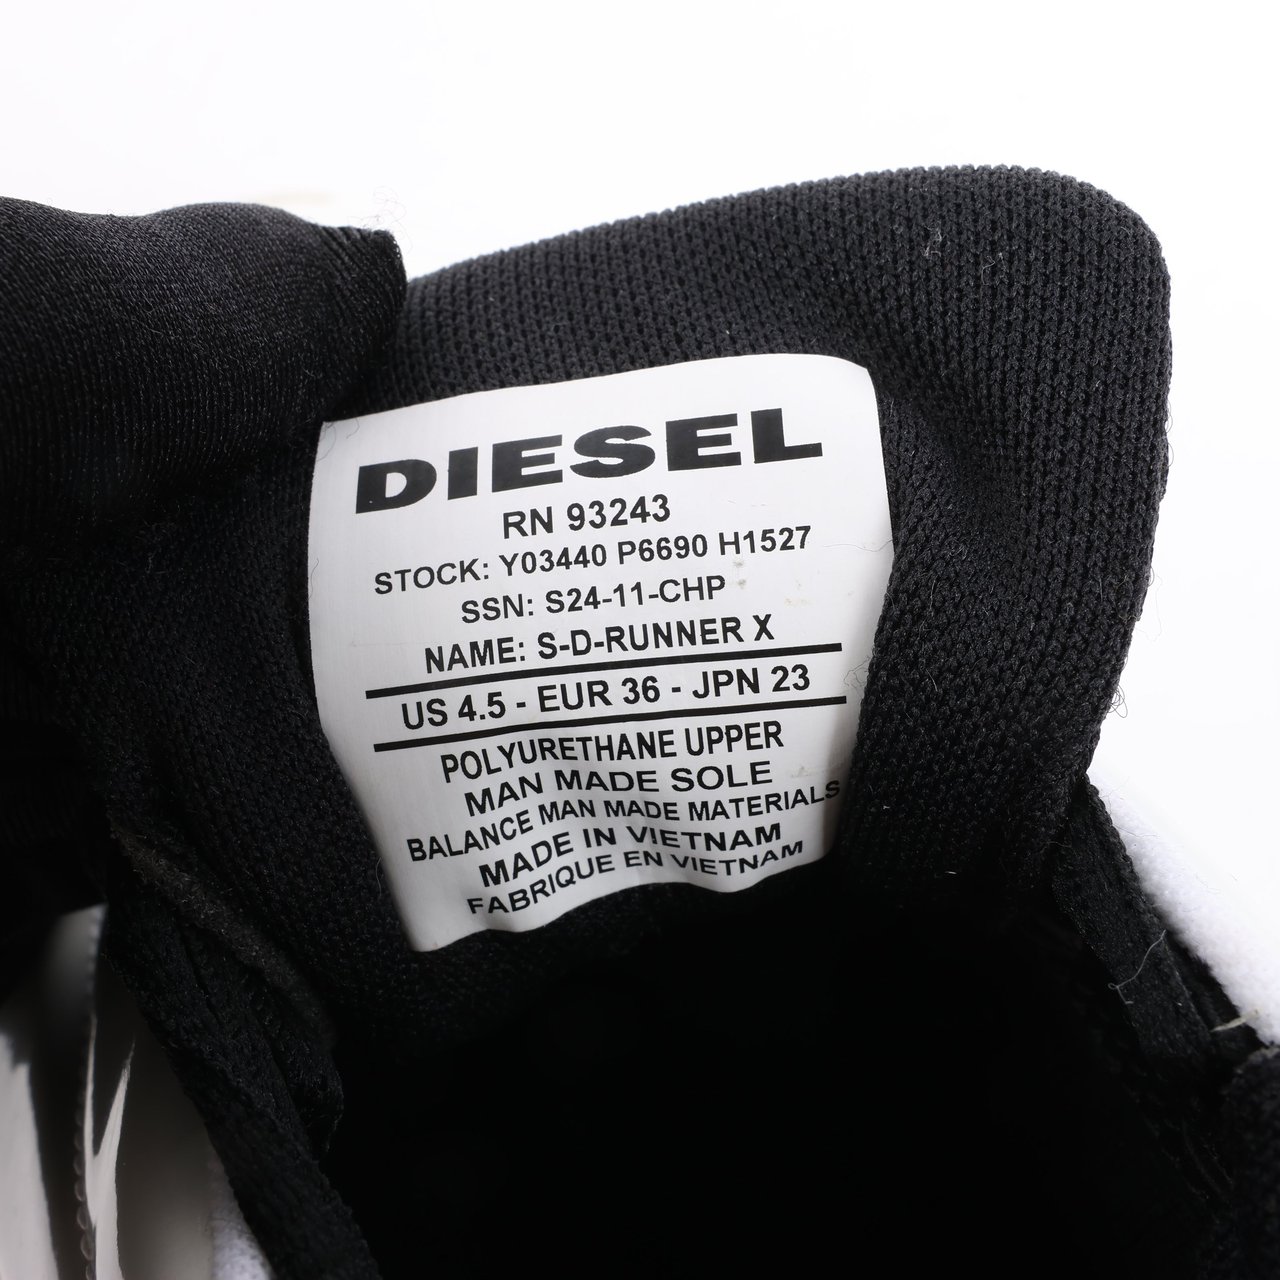 DIESEL
RN 93243
STOCK: Y03440 P6690 H1527
SSN: S24-11-CHP
NAME: S-D-RUNNER X
US 4.5 - EUR 36 - JPN 23
POLYURETHANE UPPER
MAN MADE SOLE
BALANCE MAN MADE MATERIALS
MADE IN VIETNAM
FABRIQUE EN VIETNAM